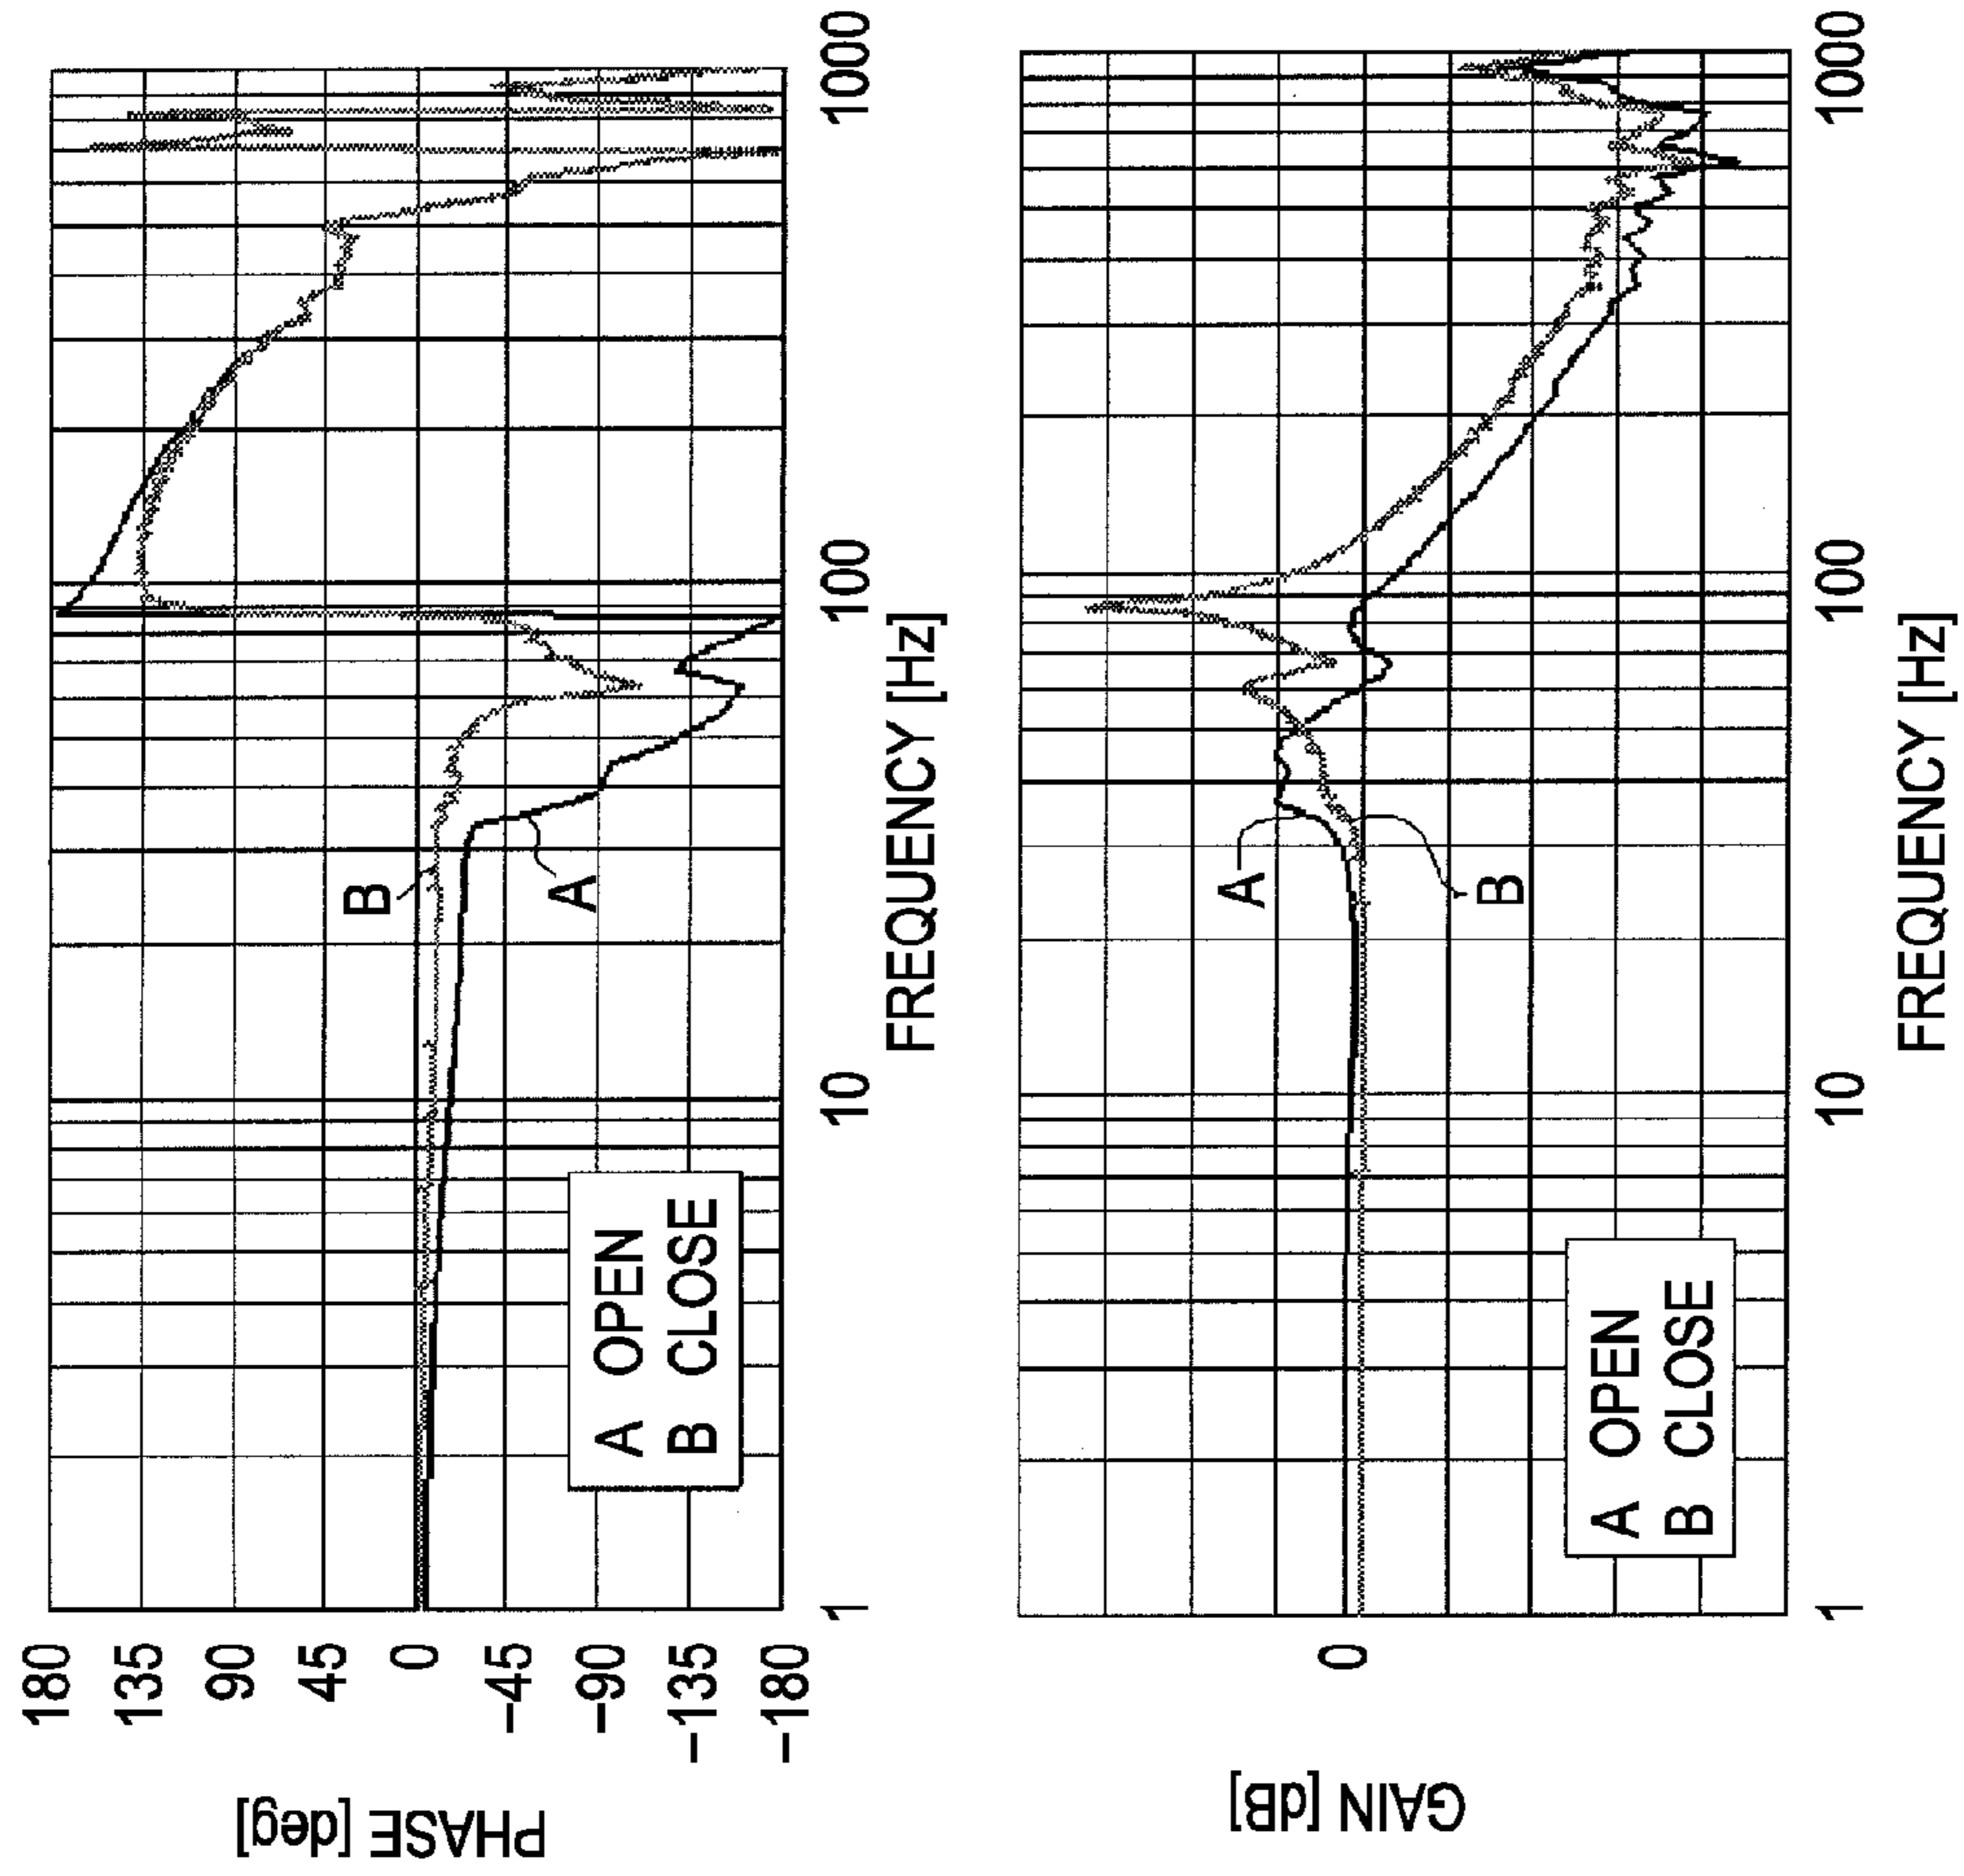 PHASE [deg]
180
135
90
45
0
-45
-90
-135
-180
B
A
A OPEN
B CLOSE
1
10
100
1000
FREQUENCY [Hz]
GAIN [dB]
0
A
B
A OPEN
B CLOSE
1
10
100
1000
FREQUENCY [Hz]